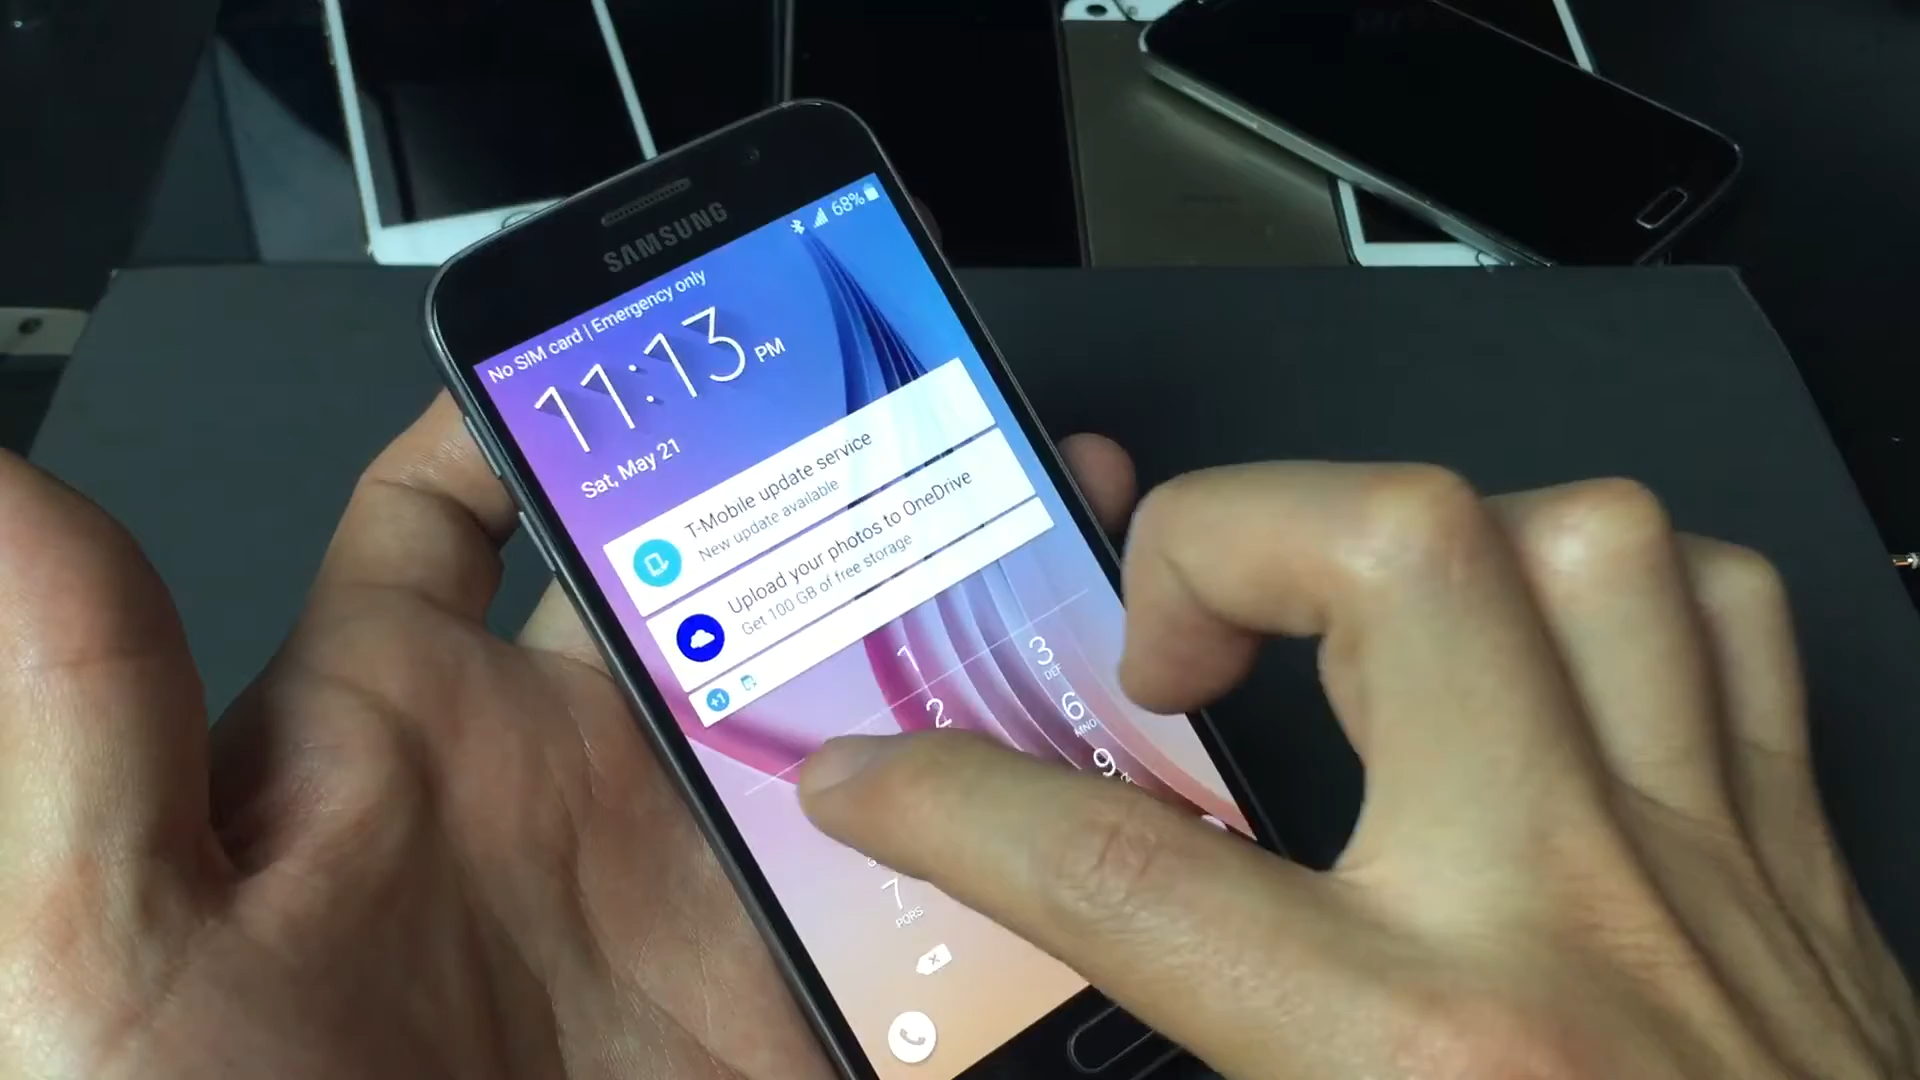 SAMSUNG
68%
No SIM card | Emergency only
11:13 PM
Sat, May 21
T-Mobile update service
New update available
Upload your photos to OneDrive
Get 100 GB of free storage
+1
1
2
3
DEF
6
MNO
9
7
PQRS